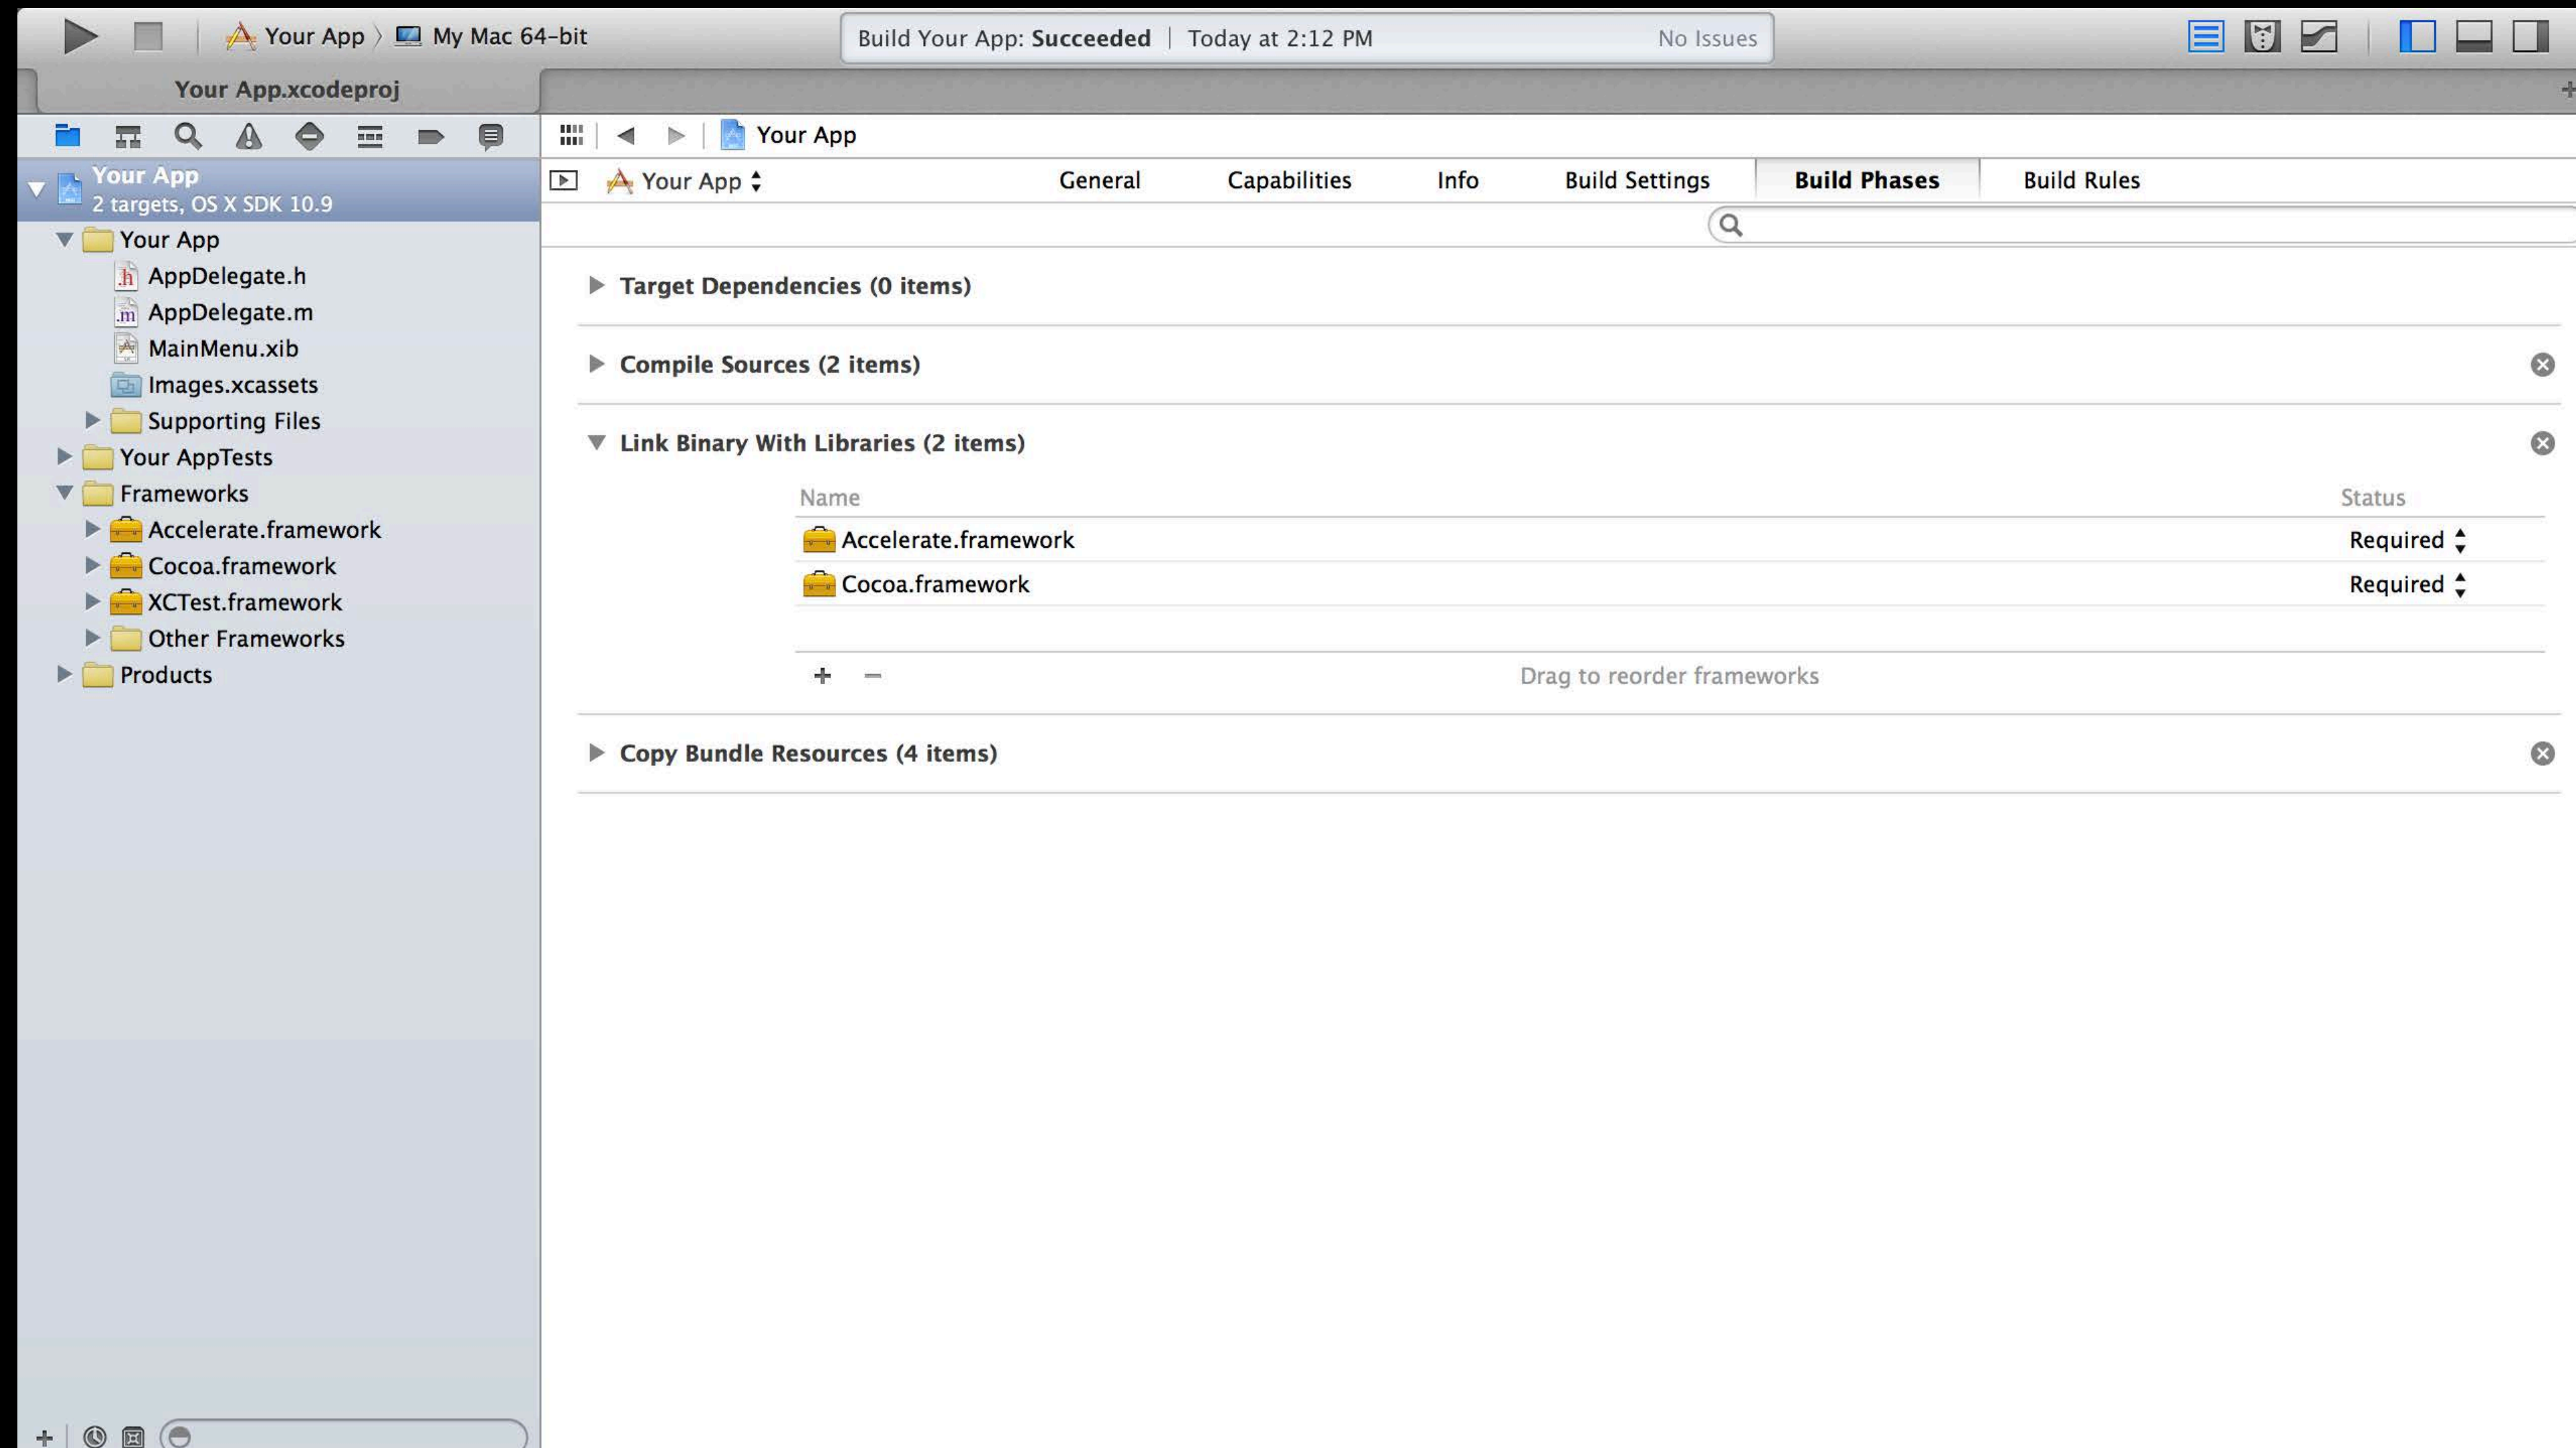 Your App 〉 My Mac 64-bit
Build Your App: Succeeded | Today at 2:12 PM No Issues
Your App.xcodeproj
Your App
2 targets, OS X SDK 10.9
Your App
AppDelegate.h
AppDelegate.m
MainMenu.xib
Images.xcassets
Supporting Files
Your AppTests
Frameworks
Accelerate.framework
Cocoa.framework
XCTest.framework
Other Frameworks
Products
Your App
Your App General Capabilities Info Build Settings Build Phases Build Rules
Target Dependencies (0 items)
Compile Sources (2 items)
Link Binary With Libraries (2 items)
Name Status
Accelerate.framework Required
Cocoa.framework Required
Drag to reorder frameworks
Copy Bundle Resources (4 items)